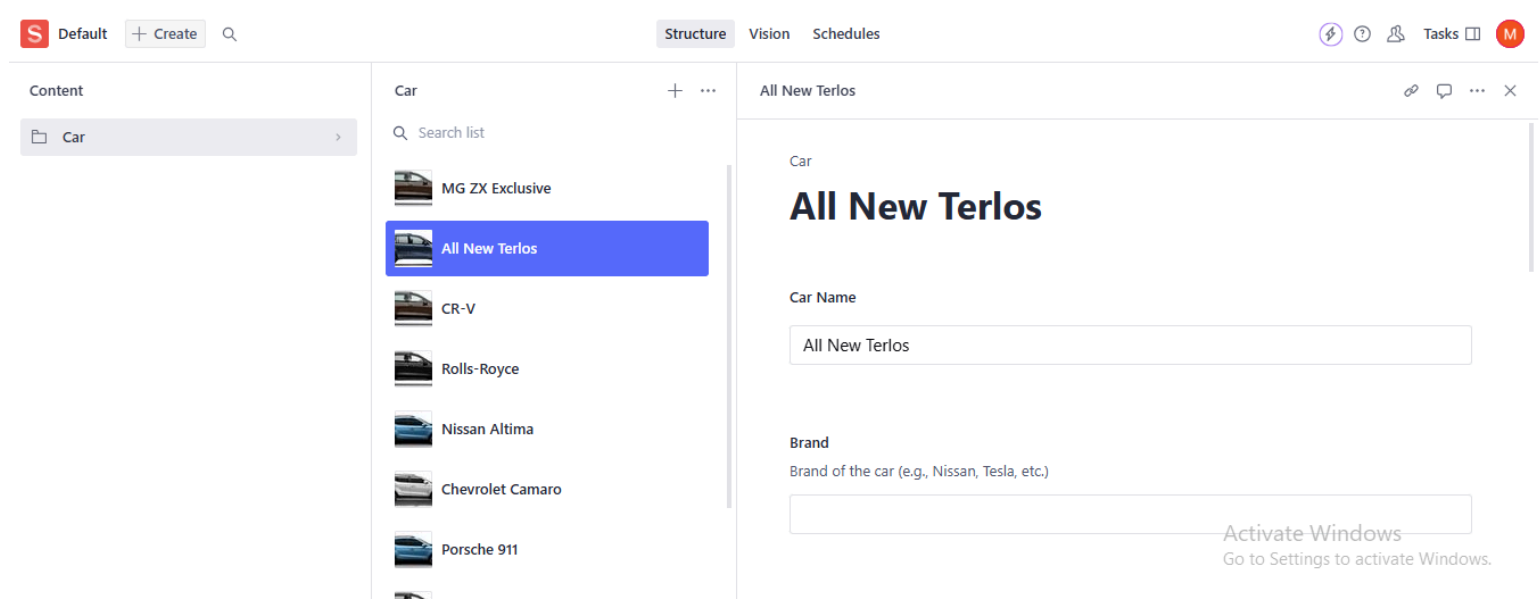 S Default + Create Structure Vision Schedules Tasks M
Content
Car
Car
Search list
MG ZX Exclusive
All New Terlos
CR-V
Rolls-Royce
Nissan Altima
Chevrolet Camaro
Porsche 911
All New Terlos
Car
All New Terlos
Car Name
All New Terlos
Brand
Brand of the car (e.g., Nissan, Tesla, etc.)
Activate Windows
Go to Settings to activate Windows.